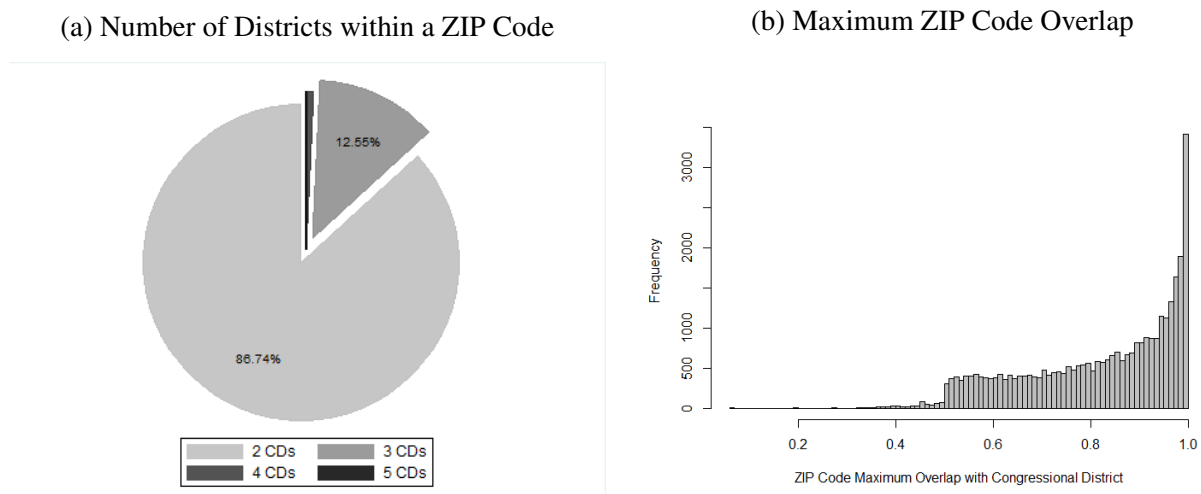 (a) Number of Districts within a ZIP Code
12.55%
86.74%
2 CDs 3 CDs
4 CDs 5 CDs
(b) Maximum ZIP Code Overlap
Frequency
3000
2000
1000
500
0
0.2 0.4 0.6 0.8 1.0
ZIP Code Maximum Overlap with Congressional District